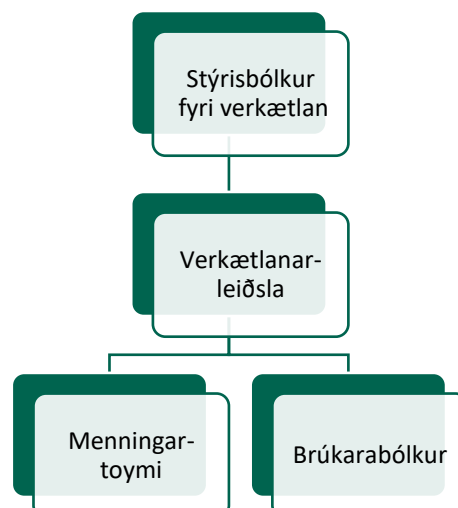 Stýrisbólkur
fyri verkætlan
Verkætlanar-
leiðsla
Menningar-
toymi
Brúkarabólkur